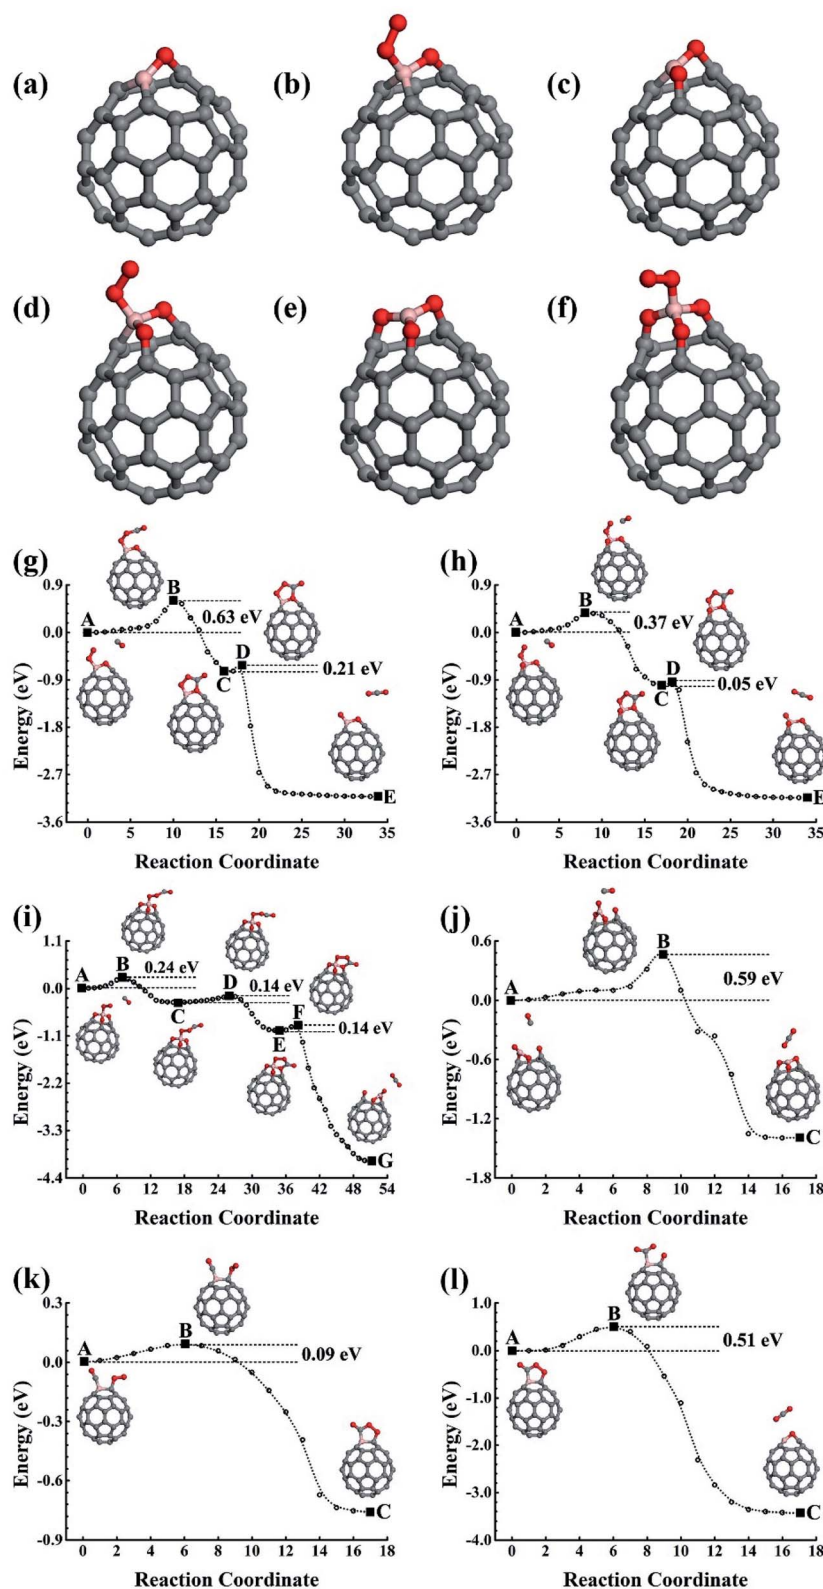 (a) (b) (c)
(d) (e) (f)
(g)
0.9
0.0
-0.9
-1.8
-2.7
-3.6
Energy (eV)
A
B
0.63 eV
C
D
0.21 eV
E
0 5 10 15 20 25 30 35
Reaction Coordinate
(h)
0.9
0.0
-0.9
-1.8
-2.7
-3.6
Energy (eV)
A
B
0.37 eV
C
D
0.05 eV
E
0 5 10 15 20 25 30 35
Reaction Coordinate
(i)
1.1
0.0
-1.1
-2.2
-3.3
-4.4
Energy (eV)
A
B
0.24 eV
C
D
0.14 eV
E
F
0.14 eV
G
0 6 12 18 24 30 36 42 48 54
Reaction Coordinate
(j)
0.6
0.0
-0.6
-1.2
-1.8
Energy (eV)
A
B
0.59 eV
C
0 2 4 6 8 10 12 14 16 18
Reaction Coordinate
(k)
0.3
0.0
-0.3
-0.6
-0.9
Energy (eV)
A
B
0.09 eV
C
0 2 4 6 8 10 12 14 16 18
Reaction Coordinate
(l)
1.0
0.0
-1.0
-2.0
-3.0
-4.0
Energy (eV)
A
B
0.51 eV
C
0 2 4 6 8 10 12 14 16 18
Reaction Coordinate